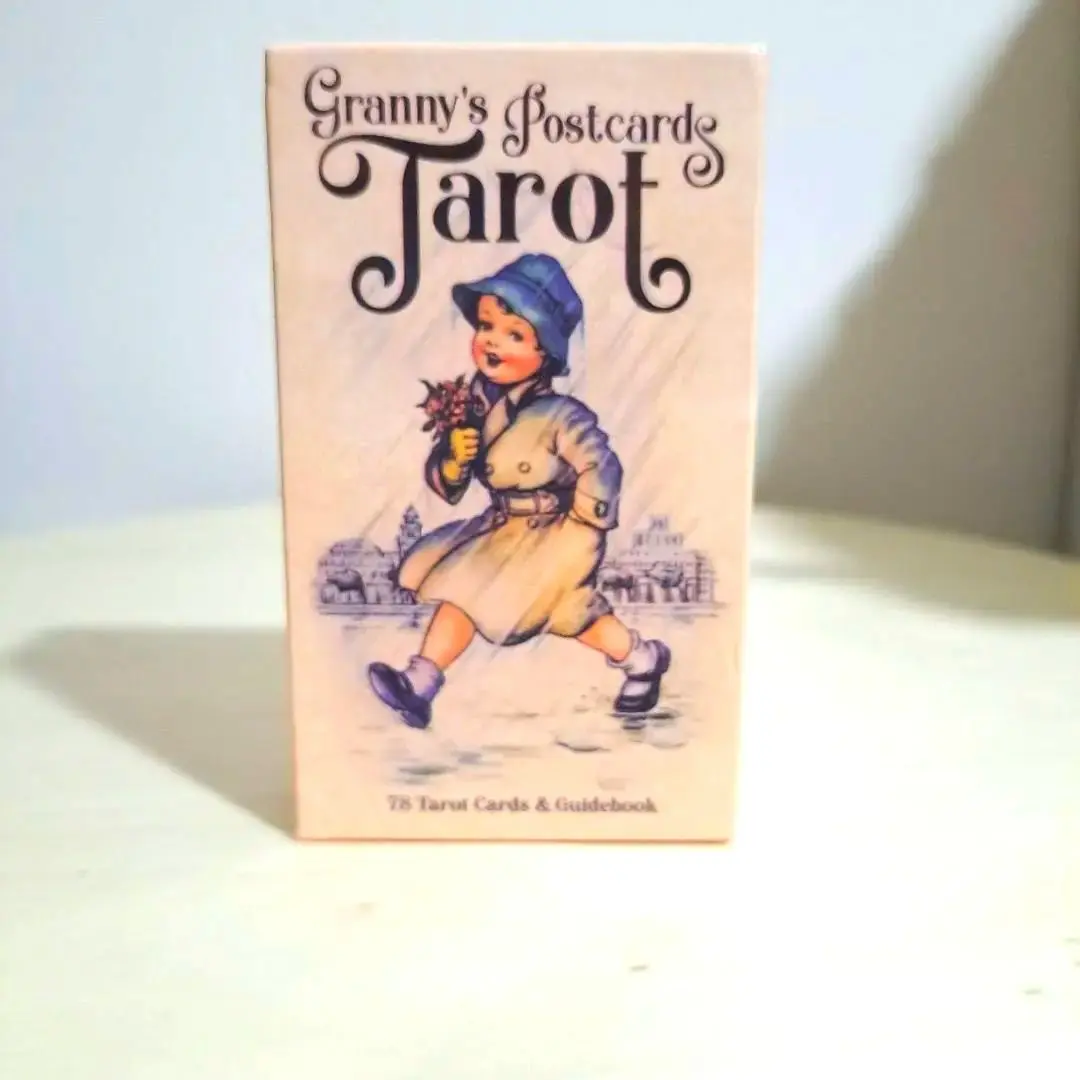 Granny's Postcards
Tarot
78 Tarot Cards & Guidebook